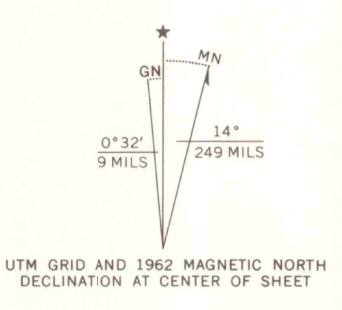 ★
MN
GN
0°32'
9 MILS
14°
249 MILS
UTM GRID AND 1962 MAGNETIC NORTH
DECLINATION AT CENTER OF SHEET